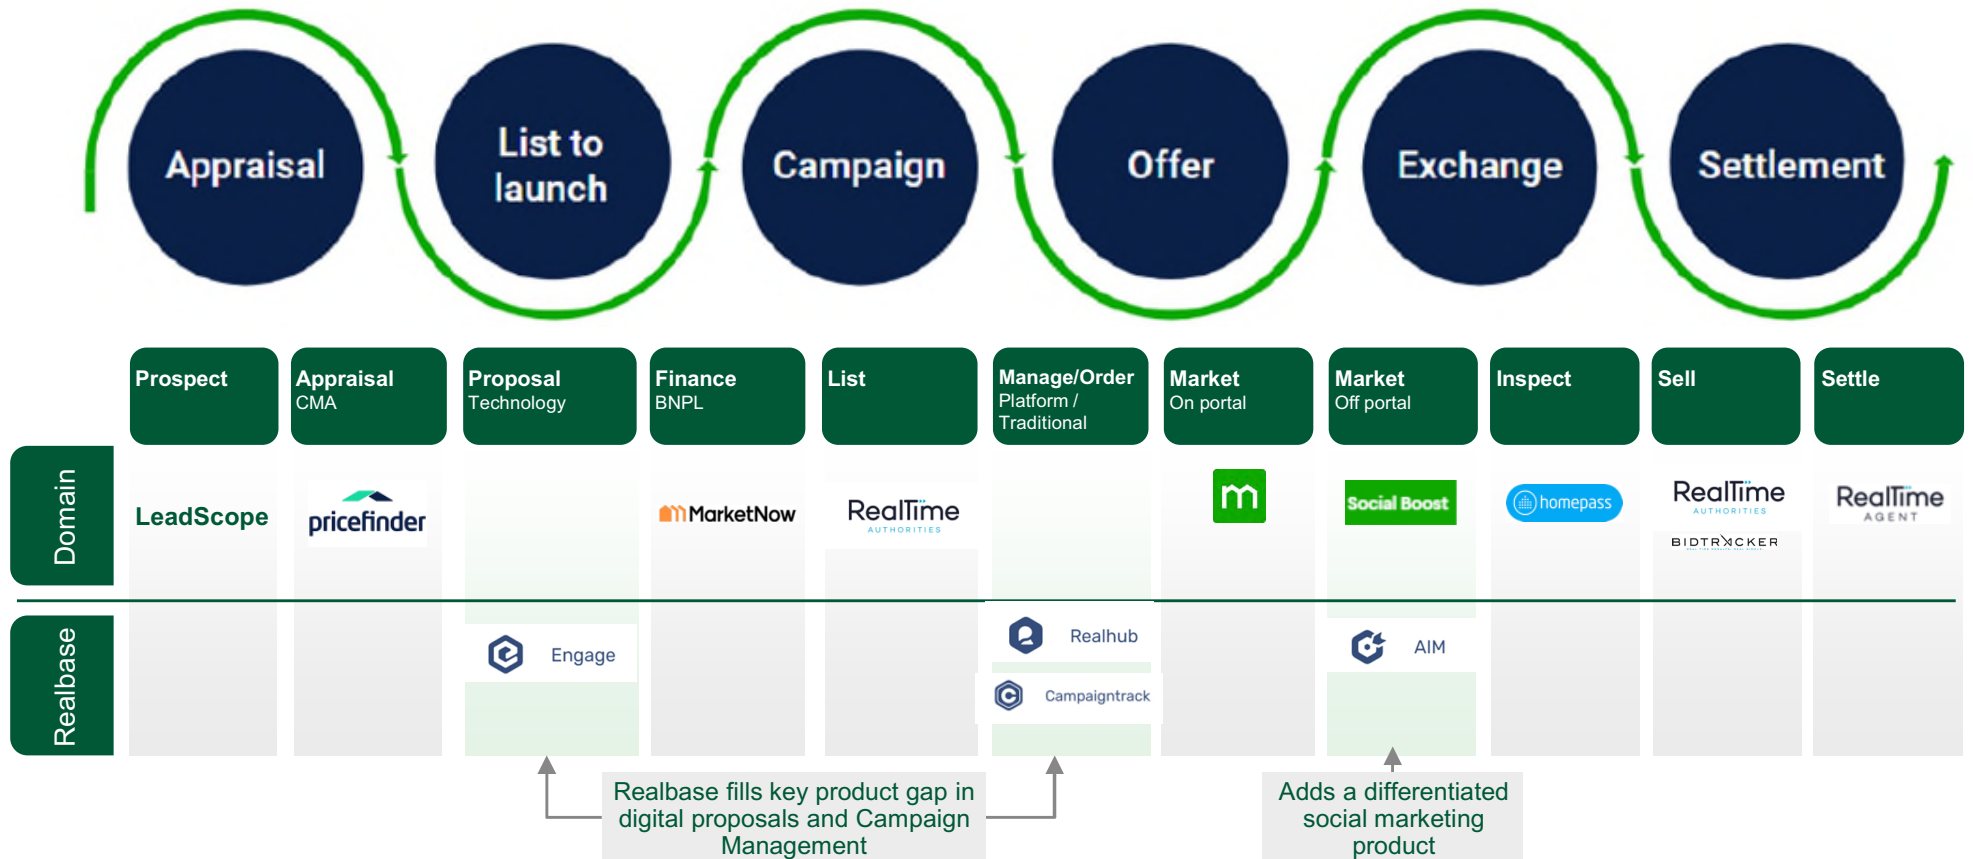 Appraisal
List to
launch
Campaign
Offer
Exchange
Settlement
Prospect
Appraisal
CMA
Proposal
Technology
Finance
BNPL
List
Manage/Order
Platform /
Traditional
Market
On portal
Market
Off portal
Inspect
Sell
Settle
Domain
LeadScope
pricefinder
MarketNow
RealTime
AUTHORITIES
Social Boost
homepass
RealTime
AUTHORITIES
BIDTRACKER
RealTime
AGENT
Realbase
Engage
Realhub
Campaigntrack
AIM
Realbase fills key product gap in
digital proposals and Campaign
Management
Adds a differentiated
social marketing
product